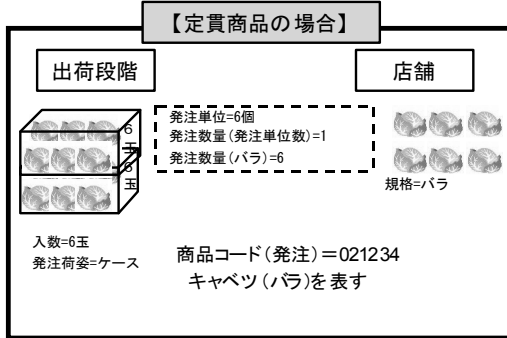 【定貫商品の場合】
出荷段階
店舗
6
玉
6
玉
発注単位=6個
発注数量(発注単位数)=1
発注数量(バラ)=6
規格=バラ
入数=6玉
発注荷姿=ケース
商品コード(発注)=021234
キャベツ(バラ)を表す